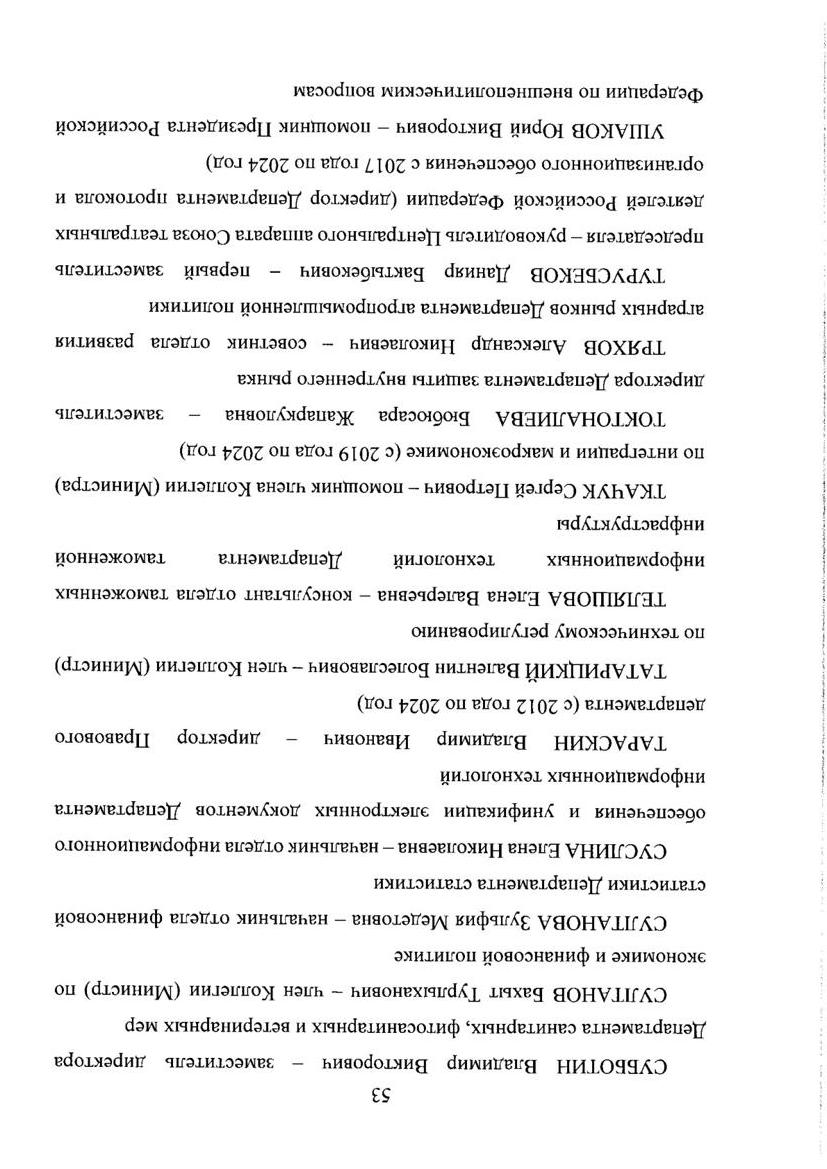 53
СУББОТИН Владимир Викторович – заместитель директора
Департамента санитарных, фитосанитарных и ветеринарных мер
СУЛТАНОВ Бахыт Турлыханович – член Коллегии (Министр) по
экономике и финансовой политике
СУЛТАНОВА Зульфия Медетовна – начальник отдела финансовой
статистики Департамента статистики
СУСЛИНА Елена Николаевна – начальник отдела информационного
обеспечения и унификации электронных документов Департамента
информационных технологий
ТАРАСКИН Владимир Иванович – директор Правового
департамента (с 2012 года по 2024 год)
ТАТАРИЦКИЙ Валентин Болеславович – член Коллегии (Министр)
по техническому регулированию
ТЕЛЯШОВА Елена Валерьевна – консультант отдела таможенных
информационных технологий Департамента таможенной
инфраструктуры
ТКАЧУК Сергей Петрович – помощник члена Коллегии (Министра)
по интеграции и макроэкономике (с 2019 года по 2024 год)
ТОКТОНАЛИЕВА Бюбюсара Жапаркуловна – заместитель
директора Департамента защиты внутреннего рынка
ТРЯХОВ Александр Николаевич – советник отдела развития
аграрных рынков Департамента агропромышленной политики
ТУРУСБЕКОВ Данияр Бактыбекович – первый заместитель
председателя – руководитель Центрального аппарата Союза театральных
деятелей Российской Федерации (директор Департамента протокола и
организационного обеспечения с 2017 года по 2024 год)
УШАКОВ Юрий Викторович – помощник Президента Российской
Федерации по внешнеполитическим вопросам